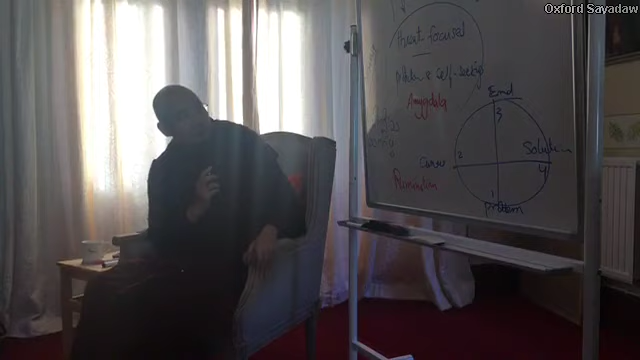 Oxford Sayadaw
threat-focused
Amygdala
End
3
Solution
2
4
cause
1
problem
Rumination